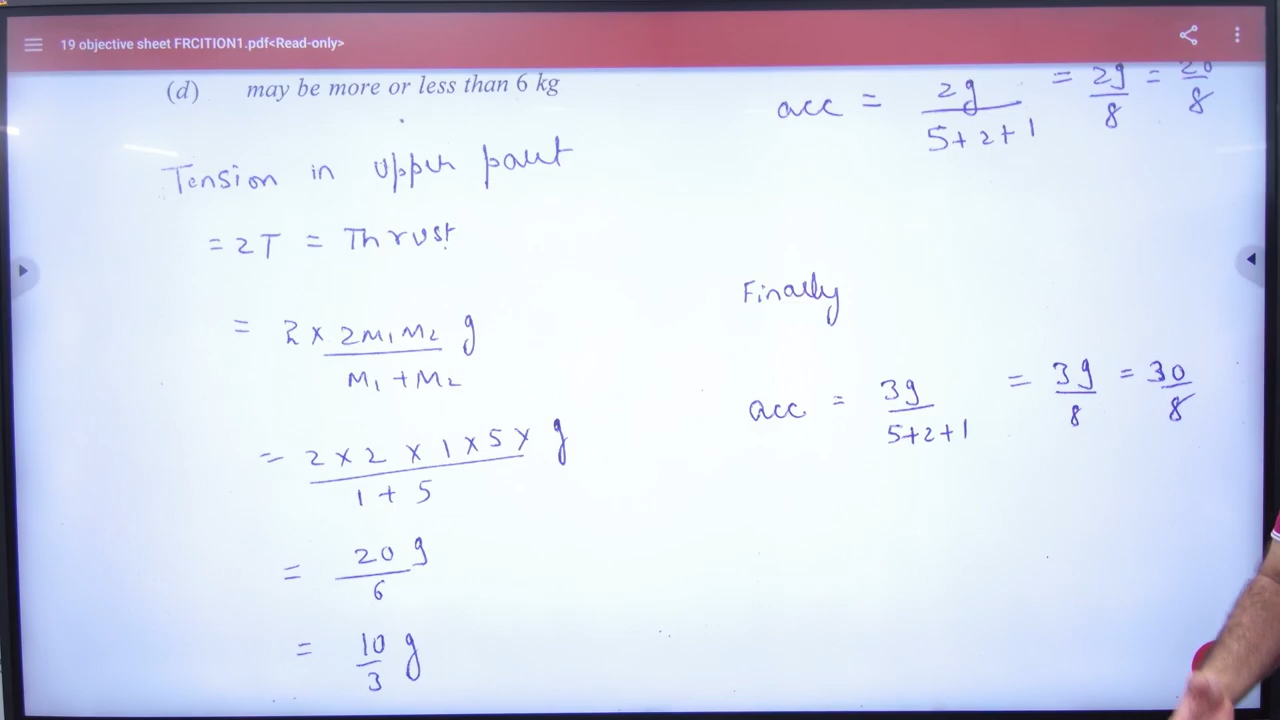 19 objective sheet FRCITION1.pdf<Read-only>
(d) may be more or less than 6 kg
Tension in upper part
= 2T = Thrust
= 2 × 2M₁M₂ g
M₁ + M₂
= 2 × 2 × 1 × 5 × g
1 + 5
= 20 g
6
= 10 g
3
acc = 2g = 2g = 20
5+2+1 8 8
Finally
acc = 3g = 3g = 30
5+2+1 8 8